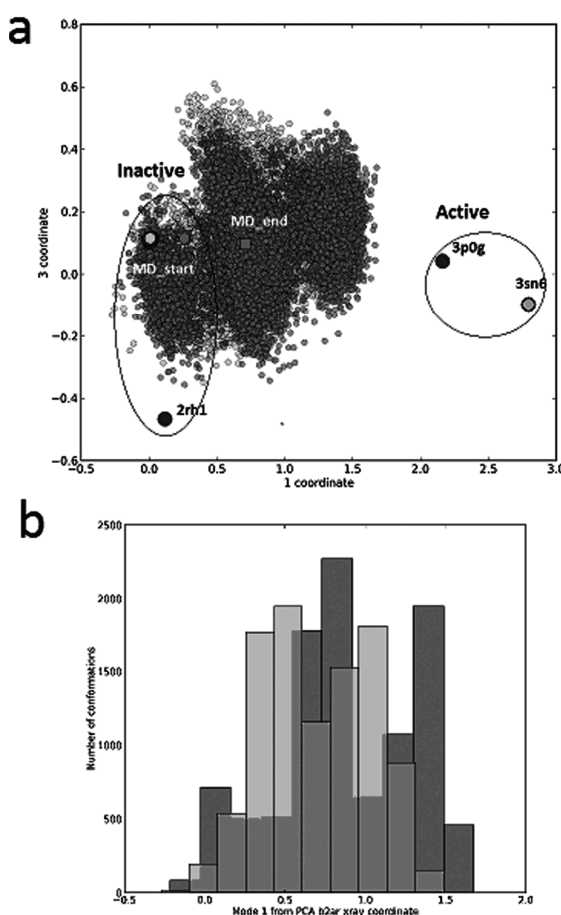 a
0.8
0.6
0.4
0.2
0.0
−0.2
−0.4
−0.6
3 coordinate
Inactive
MD_start
MD_end
2rh1
Active
3p0g
3sn6
−0.5 0.0 0.5 1.0 1.5 2.0 2.5 3.0
1 coordinate
b
2500
2000
1500
1000
500
0
Number of conformations
−0.5 0.0 0.5 1.0 1.5 2.0
Mode 1 from PCA b2ar xray coordinate